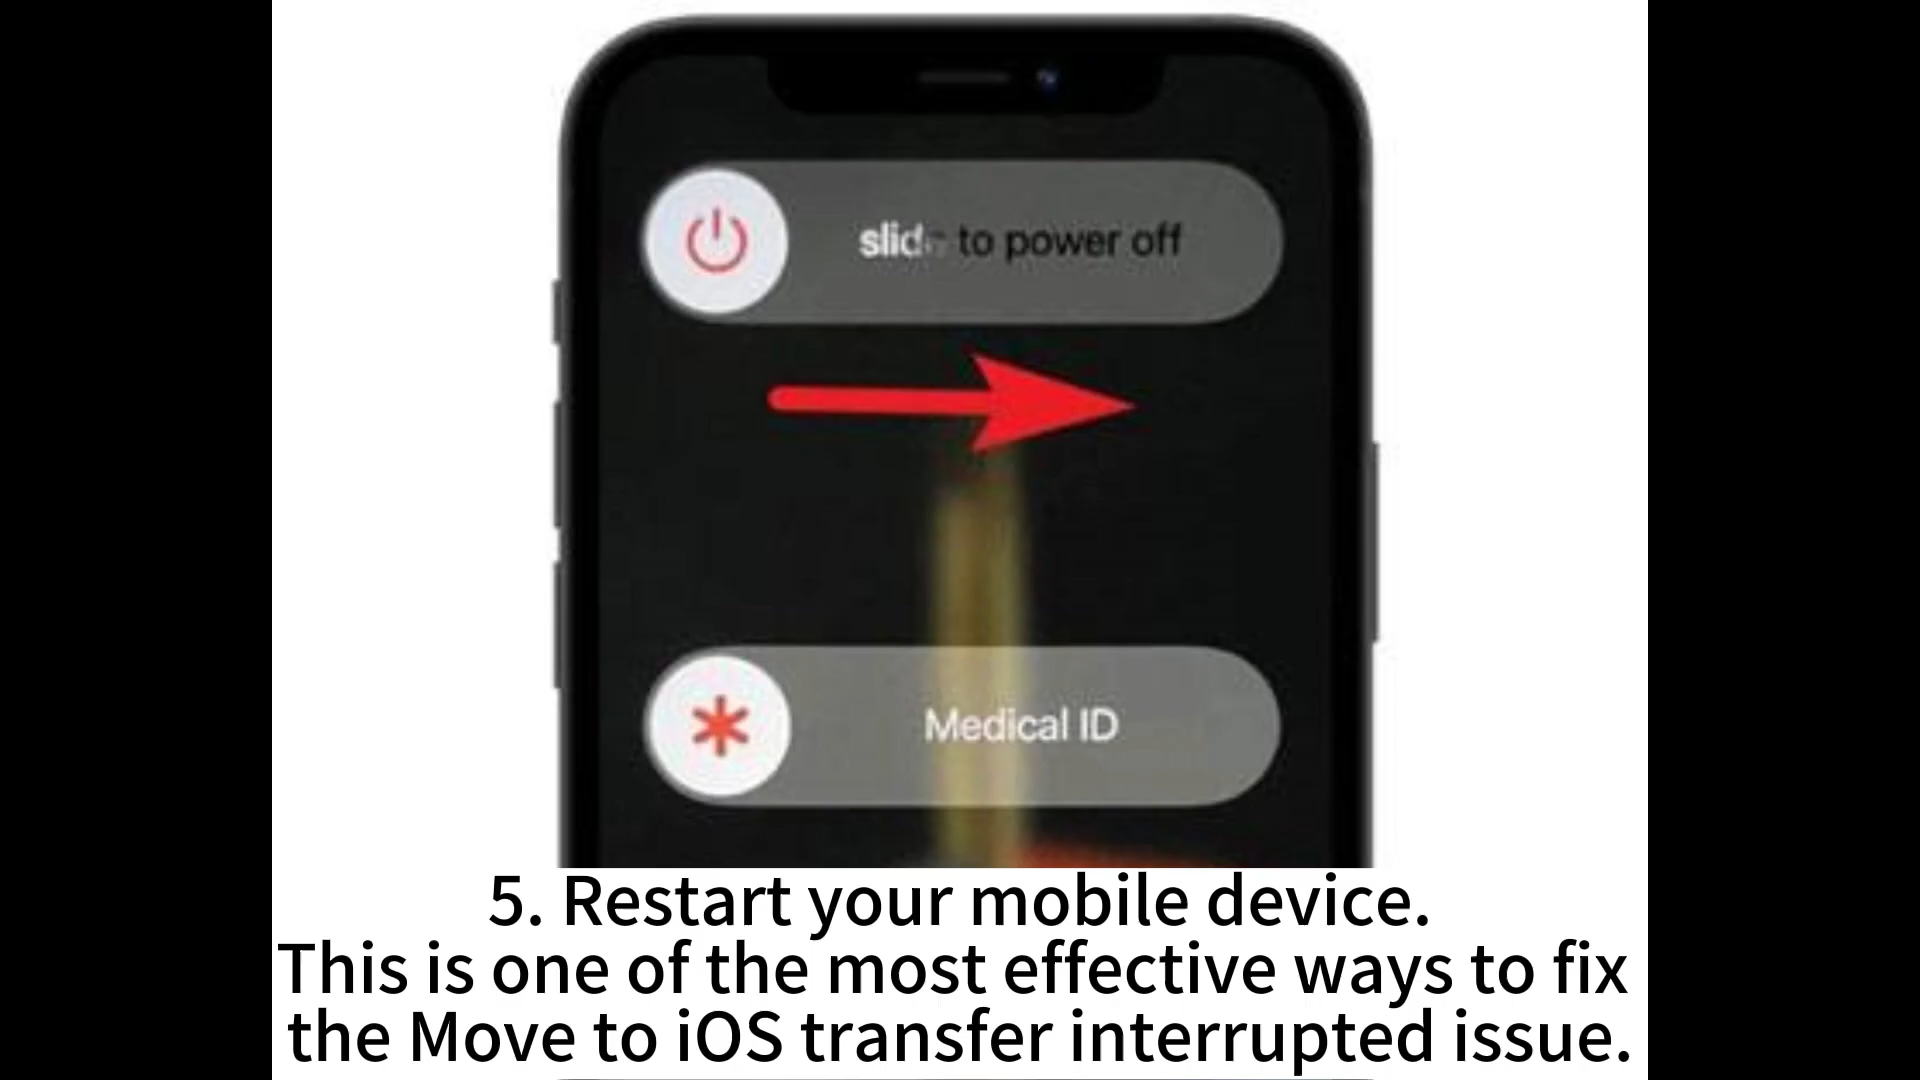 slide to power off
Medical ID
5. Restart your mobile device.
This is one of the most effective ways to fix
the Move to iOS transfer interrupted issue.